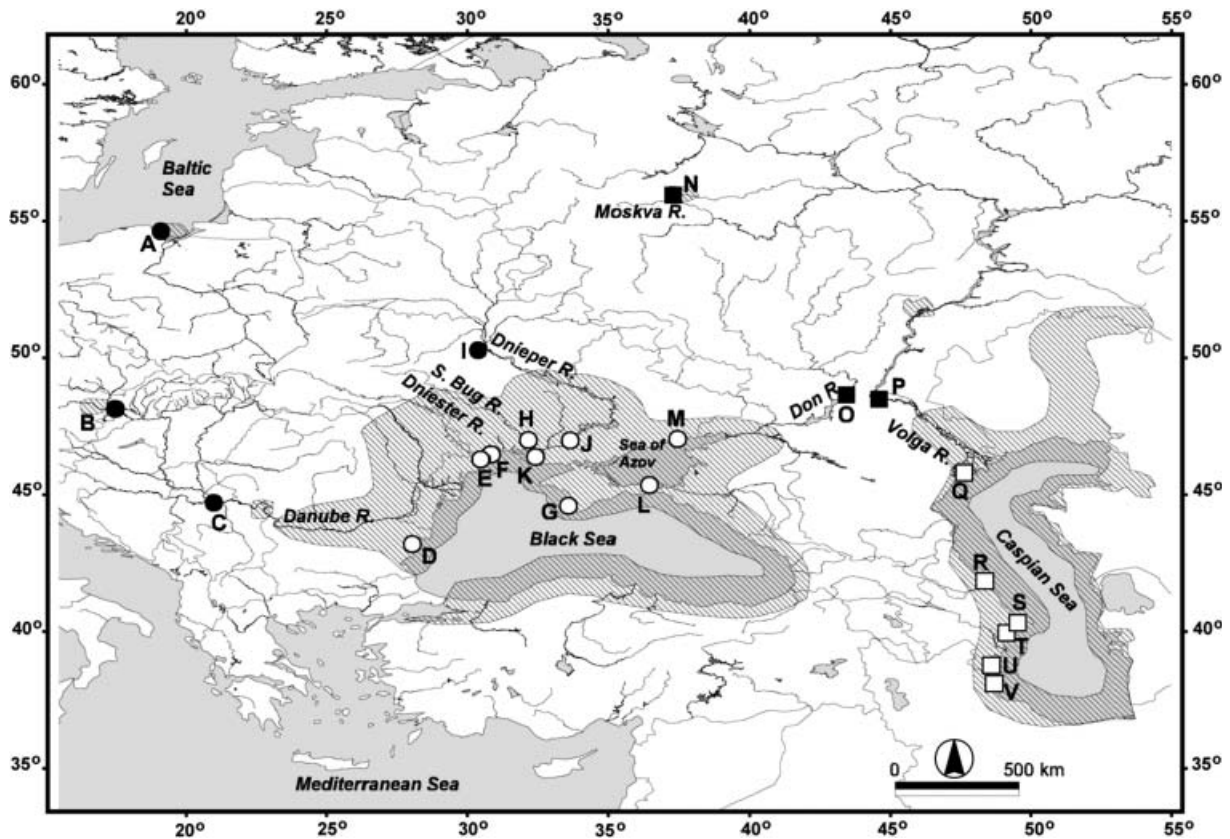 20° 25° 30° 35° 40° 45° 50° 55°
60° 60°
Baltic
Sea
N
Moskva R.
55° 55°
A
50° 50°
I
Dnieper R.
S. Bug R.
Dniester R.
H
M
Don R.
P
O
B
J
Sea of
Azov
Volga R.
E
F
K
Q
45° 45°
C
Danube R.
G
L
D
Black Sea
Caspian Sea
R
S
40° 40°
T
U
V
35° 35°
Mediterranean Sea
0 500 km
20° 25° 30° 35° 40° 45° 50° 55°